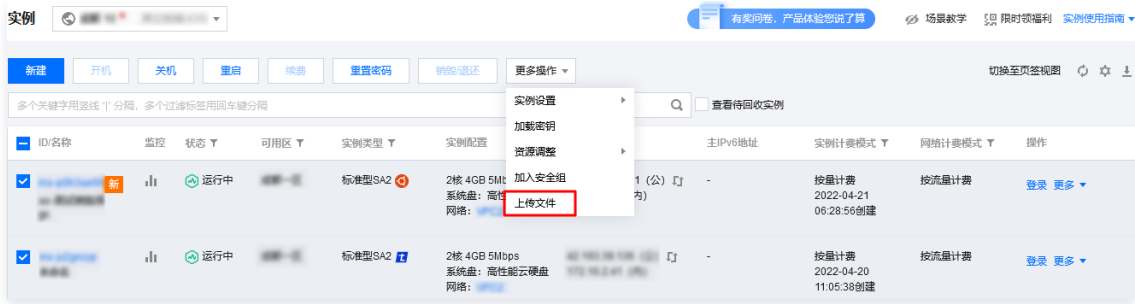 实例
有奖问卷,产品体验您说了算
场景教学
限时领福利
实例使用指南
新建
开机
关机
重启
续费
重置密码
销毁/退还
更多操作
切换至页签视图
多个关键字用竖线 "|" 分隔,多个过滤标签用回车键分隔
查看待回收实例
实例设置
加载密钥
资源调整
加入安全组
上传文件
ID/名称
监控
状态
可用区
实例类型
实例配置
主IPv6地址
实例计费模式
网络计费模式
操作
新
运行中
标准型SA2
2核 4GB 5Mb
系统盘:高性
网络:
1 (公)
内)
-
按量计费
2022-04-21
06:28:56创建
按流量计费
登录 更多
运行中
标准型SA2
2核 4GB 5Mbps
系统盘:高性能云硬盘
网络:
-
按量计费
2022-04-20
11:05:38创建
按流量计费
登录 更多